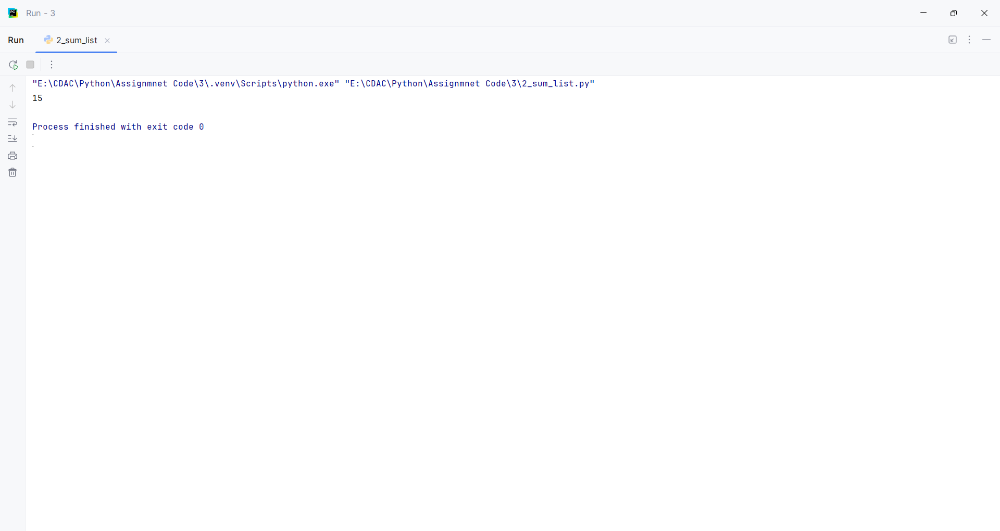 Run - 3
Run
2_sum_list
"E:\CDAC\Python\Assignmnet Code\3\.venv\Scripts\python.exe" "E:\CDAC\Python\Assignmnet Code\3\2_sum_list.py"
15
Process finished with exit code 0